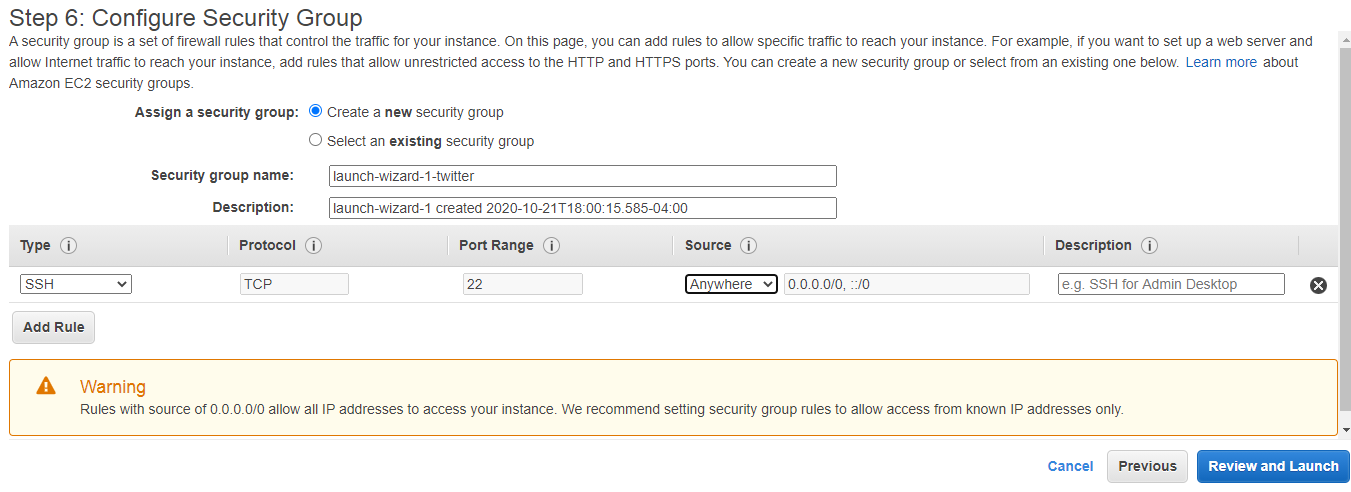 Step 6: Configure Security Group
A security group is a set of firewall rules that control the traffic for your instance. On this page, you can add rules to allow specific traffic to reach your instance. For example, if you want to set up a web server and
allow Internet traffic to reach your instance, add rules that allow unrestricted access to the HTTP and HTTPS ports. You can create a new security group or select from an existing one below. Learn more about
Amazon EC2 security groups.
Assign a security group: Create a new security group
Select an existing security group
Security group name: launch-wizard-1-twitter
Description: launch-wizard-1 created 2020-10-21T18:00:15.585-04:00
Type i Protocol i Port Range i Source i Description i
SSH TCP 22 Anywhere 0.0.0.0/0, ::/0 e.g. SSH for Admin Desktop
Add Rule
Warning
Rules with source of 0.0.0.0/0 allow all IP addresses to access your instance. We recommend setting security group rules to allow access from known IP addresses only.
Cancel Previous Review and Launch